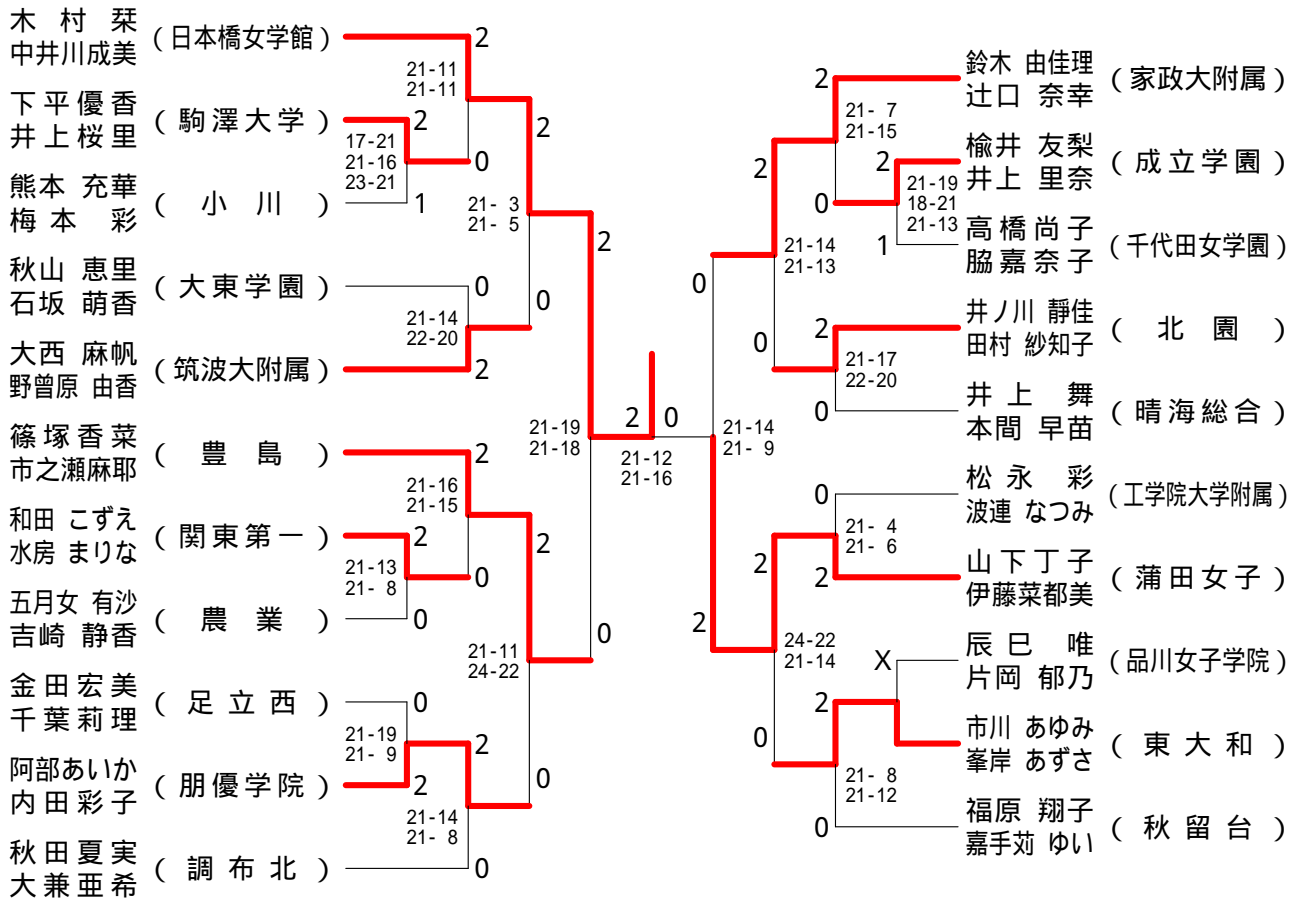 木村 栞
中井川成美
(日本橋女学館)
2
21-11
21-11
下平優香
井上桜里
(駒澤大学)
2
17-21
21-16
23-21
0
熊本 充華
梅本 彩
(小川)
1
2
21- 3
21- 5
秋山 恵里
石坂 萌香
(大東学園)
0
21-14
22-20
0
大西 麻帆
野曽原 由香
(筑波大附属)
2
2
21-19
21-18
篠塚香菜
市之瀬麻耶
(豊島)
2
21-16
21-15
和田 こずえ
水房 まりな
(関東第一)
2
21-13
21- 8
0
五月女 有沙
吉崎 静香
(農業)
0
2
21-11
24-22
0
金田宏美
千葉莉理
(足立西)
0
21-19
21- 9
2
阿部あいか
内田彩子
(朋優学院)
2
21-14
21- 8
0
秋田夏実
大兼亜希
(調布北)
0
2
0
21-12
21-16
2
鈴木 由佳理
辻口 奈幸
(家政大附属)
21- 7
21-15
2
楡井 友梨
井上 里奈
(成立学園)
2
0
21-19
18-21
21-13
1
高橋尚子
脇嘉奈子
(千代田女学園)
21-14
21-13
0
2
井ノ川 靜佳
田村 紗知子
(北園)
0
21-17
22-20
0
井上 舞
本間 早苗
(晴海総合)
21-14
21- 9
0
松永 彩
波連 なつみ
(工学院大学附属)
21- 4
21- 6
2
2
山下丁子
伊藤菜都美
(蒲田女子)
2
24-22
21-14
X
辰巳 唯
片岡 郁乃
(品川女子学院)
2
0
市川 あゆみ
峯岸 あずさ
(東大和)
21- 8
21-12
0
福原 翔子
嘉手苅 ゆい
(秋留台)